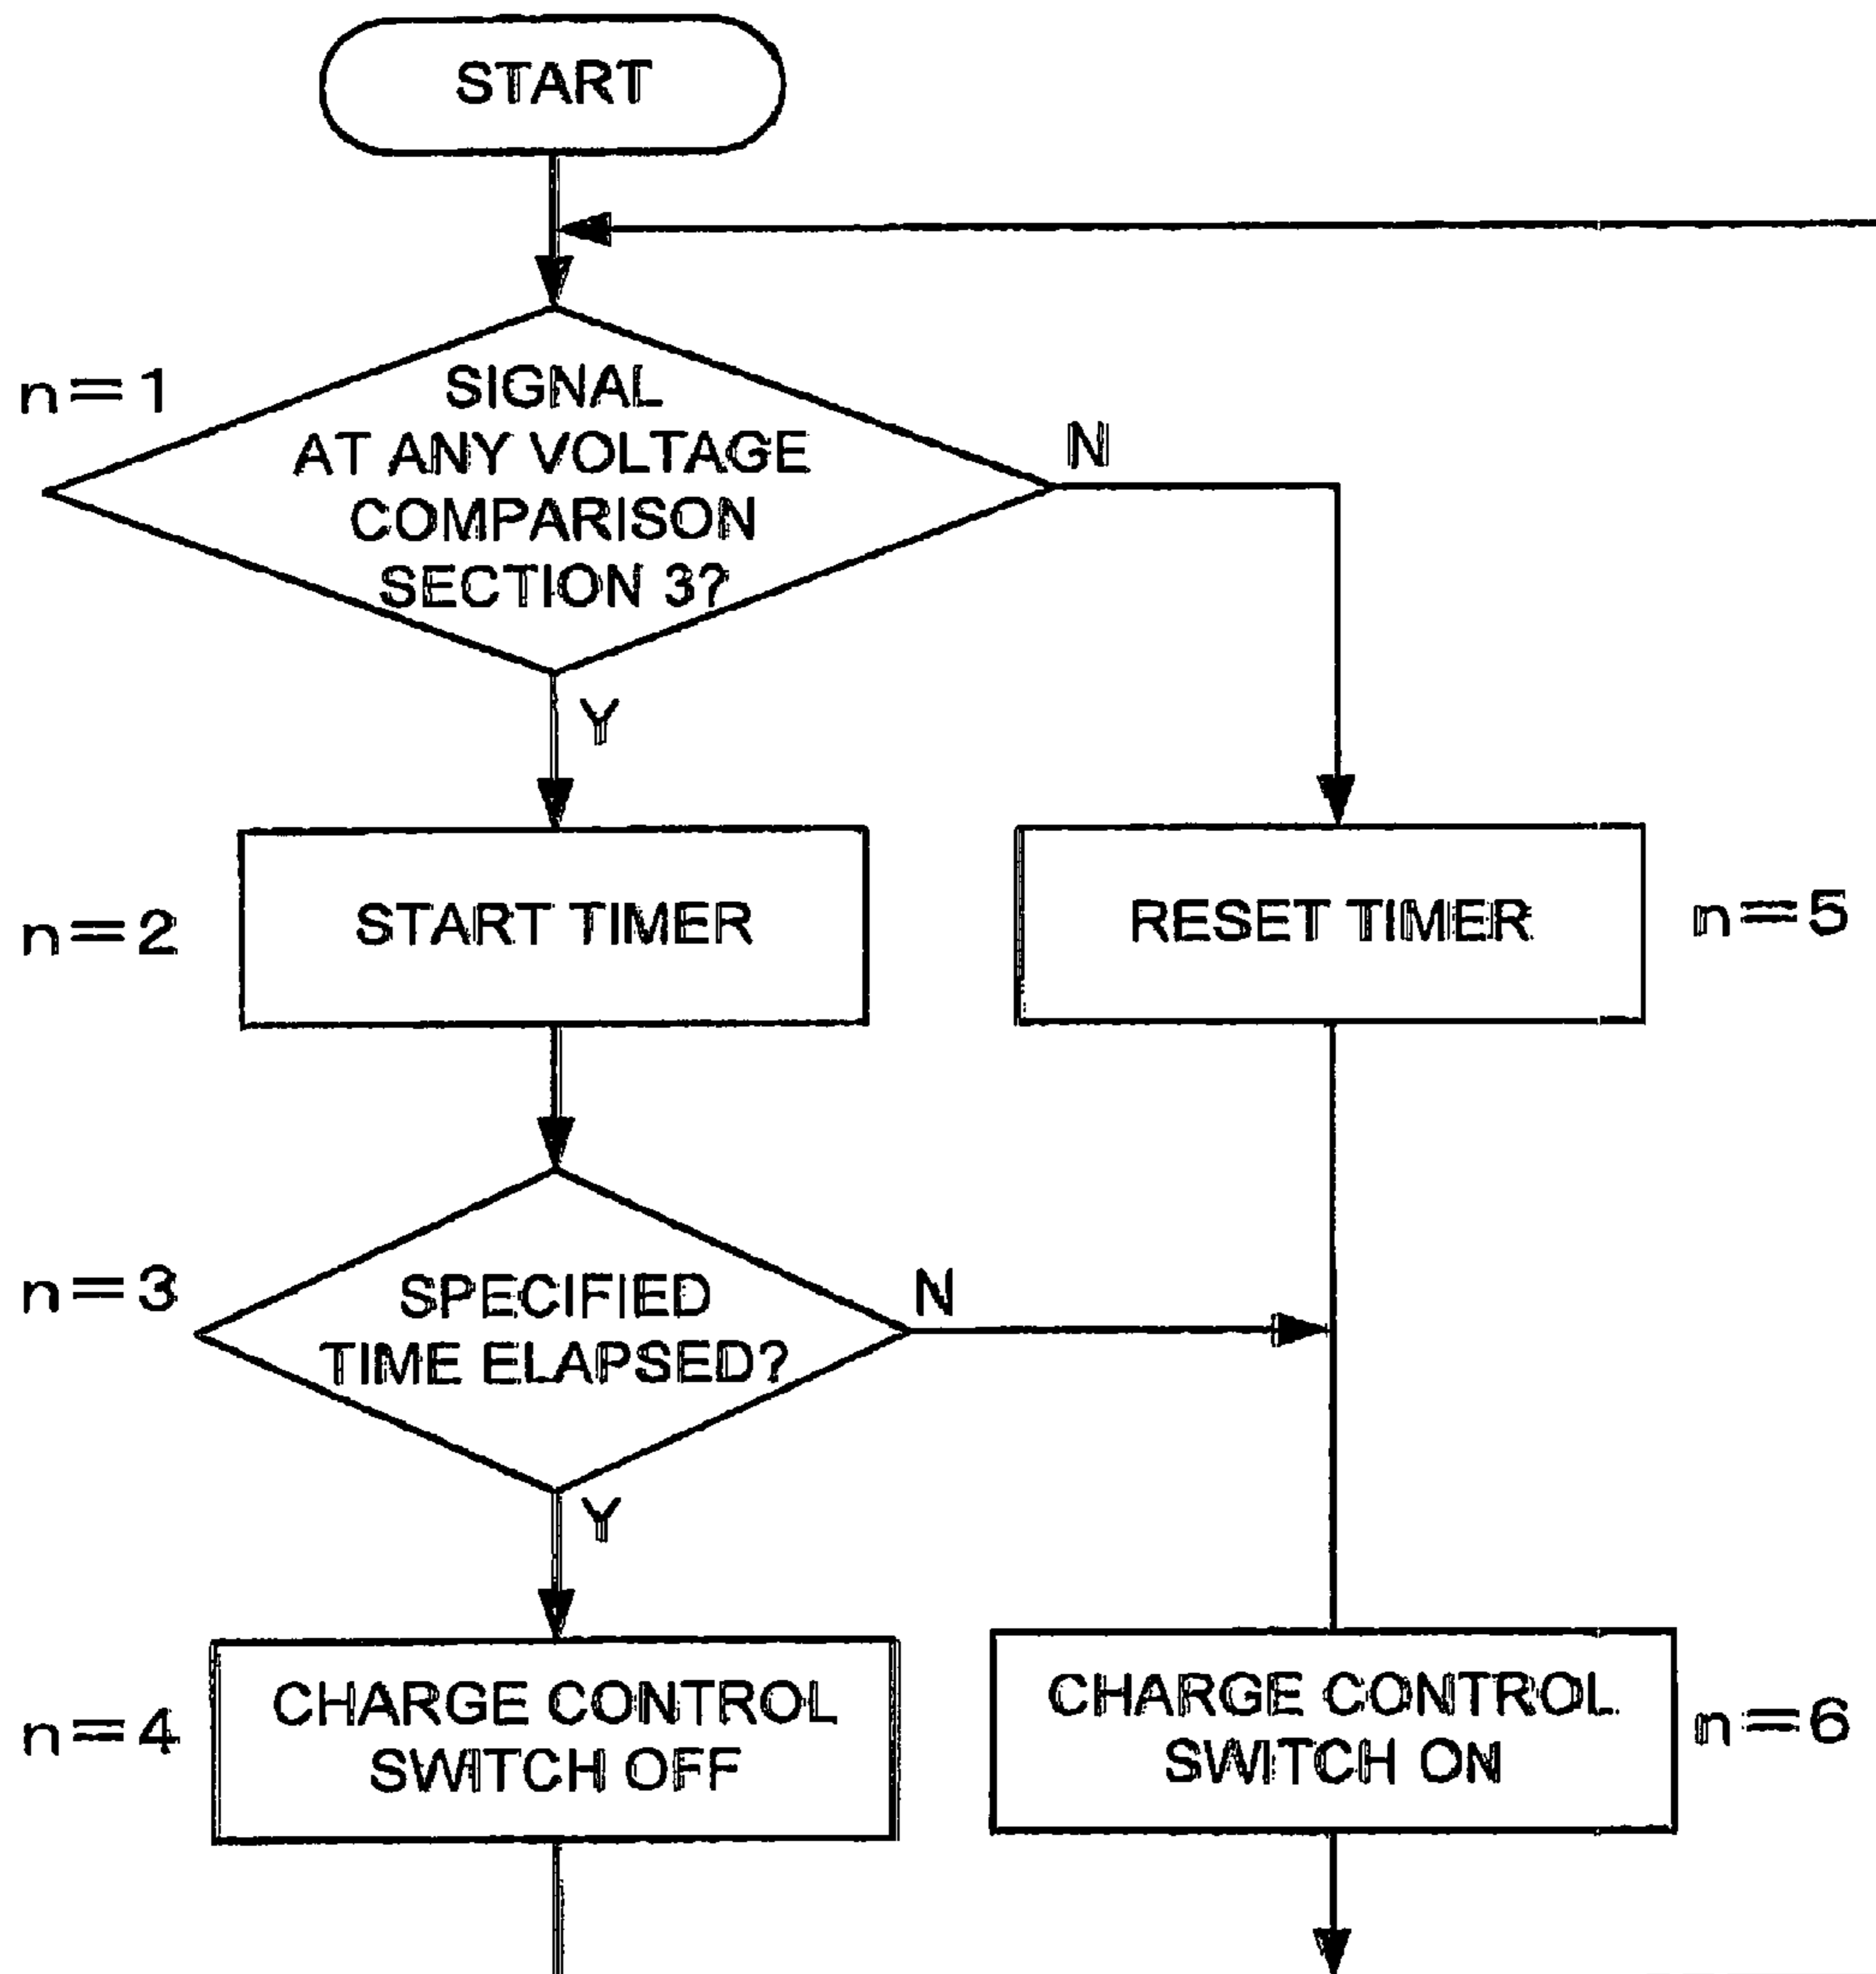 START
n=1
SIGNAL
AT ANY VOLTAGE
COMPARISON
SECTION 3?
N
Y
n=2
START TIMER
RESET TIMER
n=5
n=3
SPECIFIED
TIME ELAPSED?
N
Y
n=4
CHARGE CONTROL
SWITCH OFF
CHARGE CONTROL
SWITCH ON
n=6